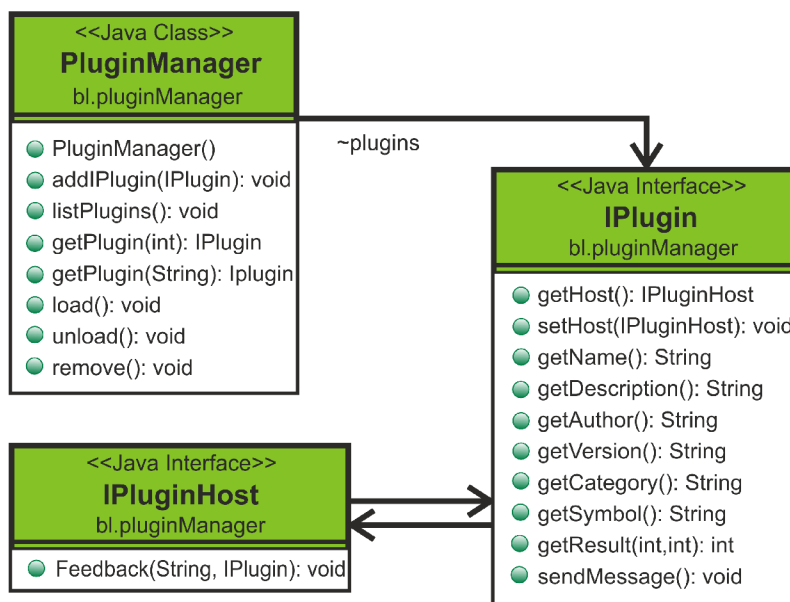 <<Java Class>>
PluginManager
bl.pluginManager
PluginManager()
addIPlugin(IPlugin): void
listPlugins(): void
getPlugin(int): IPlugin
getPlugin(String): Iplugin
load(): void
unload(): void
remove(): void
~plugins
<<Java Interface>>
IPlugin
bl.pluginManager
getHost(): IPluginHost
setHost(IPluginHost): void
getName(): String
getDescription(): String
getAuthor(): String
getVersion(): String
getCategory(): String
getSymbol(): String
getResult(int,int): int
sendMessage(): void
<<Java Interface>>
IPluginHost
bl.pluginManager
Feedback(String, IPlugin): void